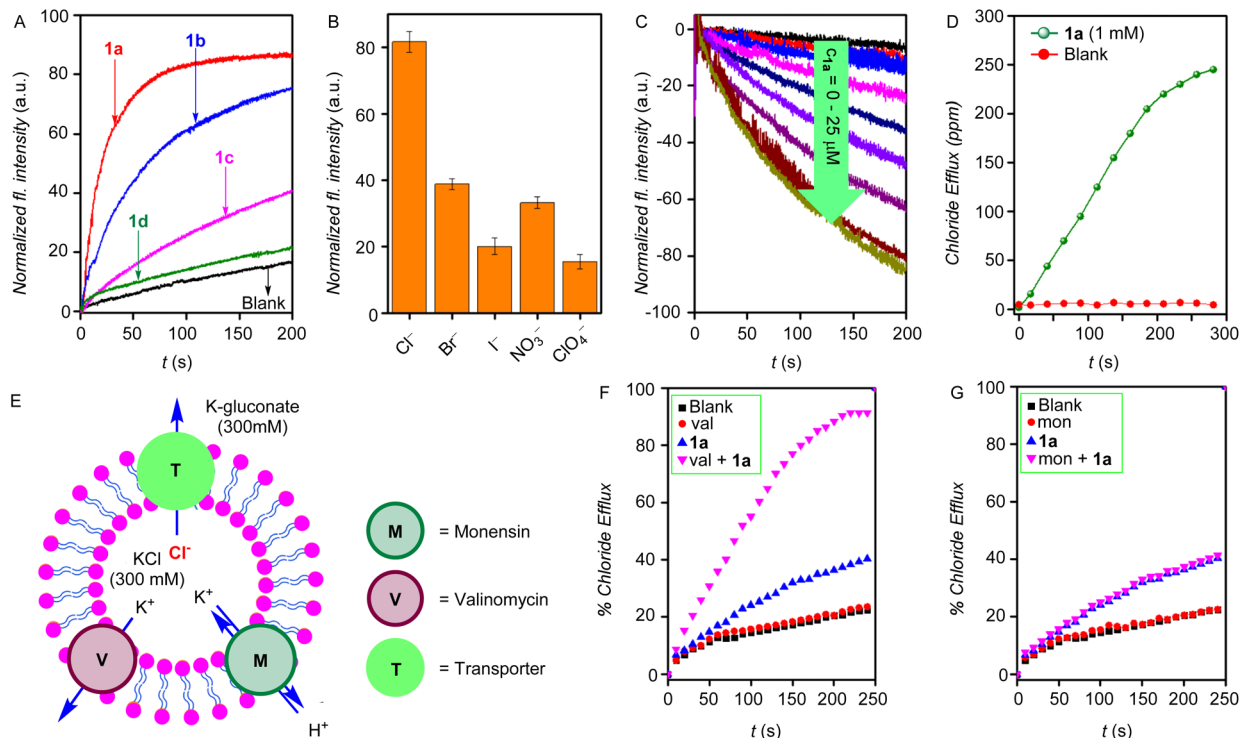 A
Normalized fl. intensity (a.u.)
100
80
60
40
20
0
1a
1b
1c
1d
Blank
0
50
100
150
200
t (s)
B
Normalized fl. intensity (a.u.)
80
60
40
20
0
Cl⁻
Br⁻
I⁻
NO₃⁻
ClO₄⁻
C
Normalized fl. intensity (a.u.)
0
-20
-40
-60
-80
-100
C1a = 0 - 25 μM
0
50
100
150
200
t (s)
D
Chloride Efflux (ppm)
300
250
200
150
100
50
0
1a (1 mM)
Blank
0
50
100
150
200
250
300
t (s)
E
K-gluconate
(300mM)
T
KCl
(300 mM)
Cl⁻
K⁺
K⁺
V
M
H⁺
M = Monensin
V = Valinomycin
T = Transporter
F
% Chloride Efflux
100
80
60
40
20
0
Blank
val
1a
val + 1a
0
50
100
150
200
250
t (s)
G
% Chloride Efflux
100
80
60
40
20
0
Blank
mon
1a
mon + 1a
0
50
100
150
200
250
t (s)